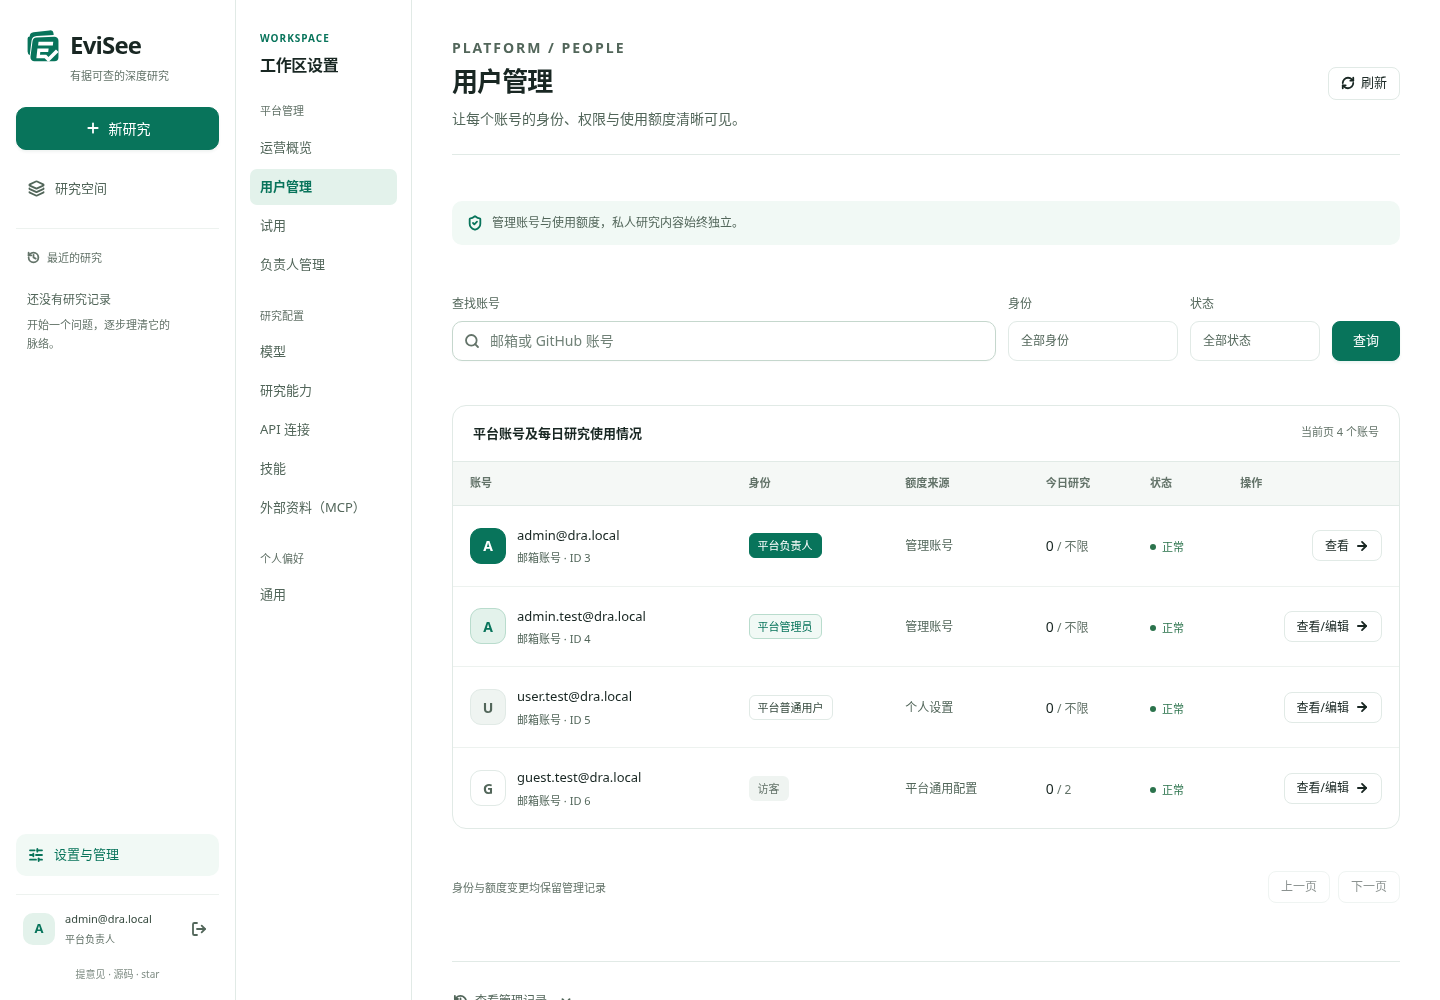 EviSee
有据可查的深度研究
新研究
研究空间
最近的研究
还没有研究记录
开始一个问题，逐步理清它的
脉络。
设置与管理
A
admin@dra.local
平台负责人
提意见 · 源码 · star
WORKSPACE
工作区设置
平台管理
运营概览
用户管理
试用
负责人管理
研究配置
模型
研究能力
API 连接
技能
外部资料（MCP）
个人偏好
通用
PLATFORM / PEOPLE
用户管理
让每个账号的身份、权限与使用额度清晰可见。
刷新
管理账号与使用额度，私人研究内容始终独立。
查找账号 身份 状态
邮箱或 GitHub 账号 全部身份 全部状态 查询
平台账号及每日研究使用情况 当前页 4 个账号
账号 身份 额度来源 今日研究 状态 操作
A admin@dra.local 平台负责人 管理账号 0 / 不限 正常 查看
邮箱账号 · ID 3
A admin.test@dra.local 平台管理员 管理账号 0 / 不限 正常 查看/编辑
邮箱账号 · ID 4
U user.test@dra.local 平台普通用户 个人设置 0 / 不限 正常 查看/编辑
邮箱账号 · ID 5
G guest.test@dra.local 访客 平台通用配置 0 / 2 正常 查看/编辑
邮箱账号 · ID 6
身份与额度变更均保留管理记录 上一页 下一页
查看管理记录